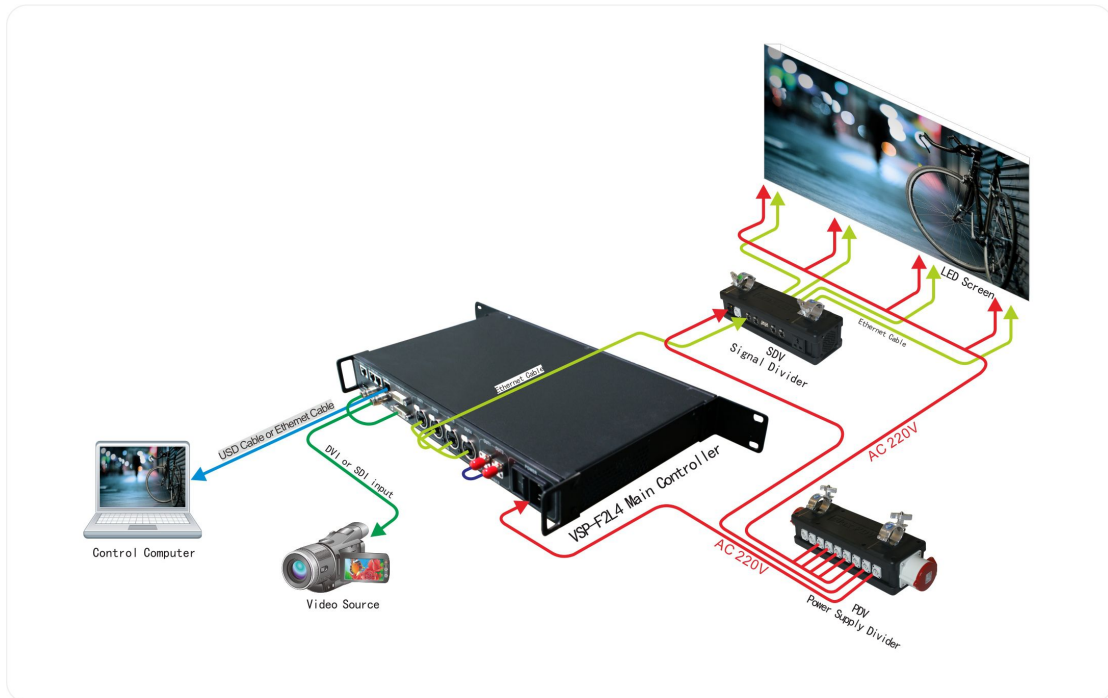 LED Screen
Ethernet Cable
SDV
Signal Divider
Ethernet Cable
USD Cable or Ethernet Cable
DVI or SDI input
VSP-F2L4 Main Controller
AC 220V
AC 220V
Control Computer
Video Source
PDV
Power Supply Divider